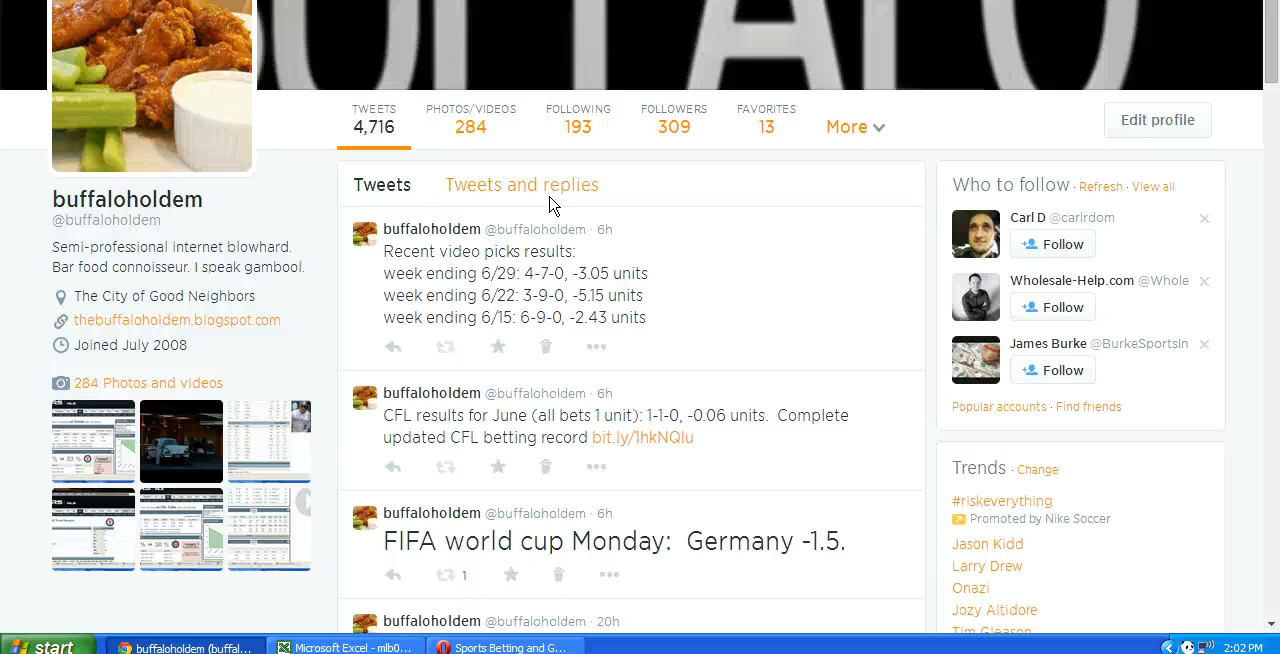 BUFFALO
TWEETS
4,716
PHOTOS/VIDEOS
284
FOLLOWING
193
FOLLOWERS
309
FAVORITES
13
More
Edit profile
buffaloholdem
@buffaloholdem
Semi-professional internet blowhard.
Bar food connoisseur. I speak gambool.
The City of Good Neighbors
thebuffaloholdem.blogspot.com
Joined July 2008
284 Photos and videos
Tweets
Tweets and replies
buffaloholdem @buffaloholdem · 6h
Recent video picks results:
week ending 6/29: 4-7-0, -3.05 units
week ending 6/22: 3-9-0, -5.15 units
week ending 6/15: 6-9-0, -2.43 units
buffaloholdem @buffaloholdem · 6h
CFL results for June (all bets 1 unit): 1-1-0, -0.06 units. Complete
updated CFL betting record bit.ly/1hkNQIu
buffaloholdem @buffaloholdem · 6h
FIFA world cup Monday: Germany -1.5.
1
buffaloholdem @buffaloholdem · 20h
Who to follow · Refresh · View all
Carl D @carlrdom
Follow
Wholesale-Help.com @Whole
Follow
James Burke @BurkeSportsIn
Follow
Popular accounts · Find friends
Trends · Change
#riskeverything
Promoted by Nike Soccer
Jason Kidd
Larry Drew
Onazi
Jozy Altidore
Tim Gleason
start
buffaloholdem (buffal...
Microsoft Excel - mlb0...
Sports Betting and G...
2:02 PM